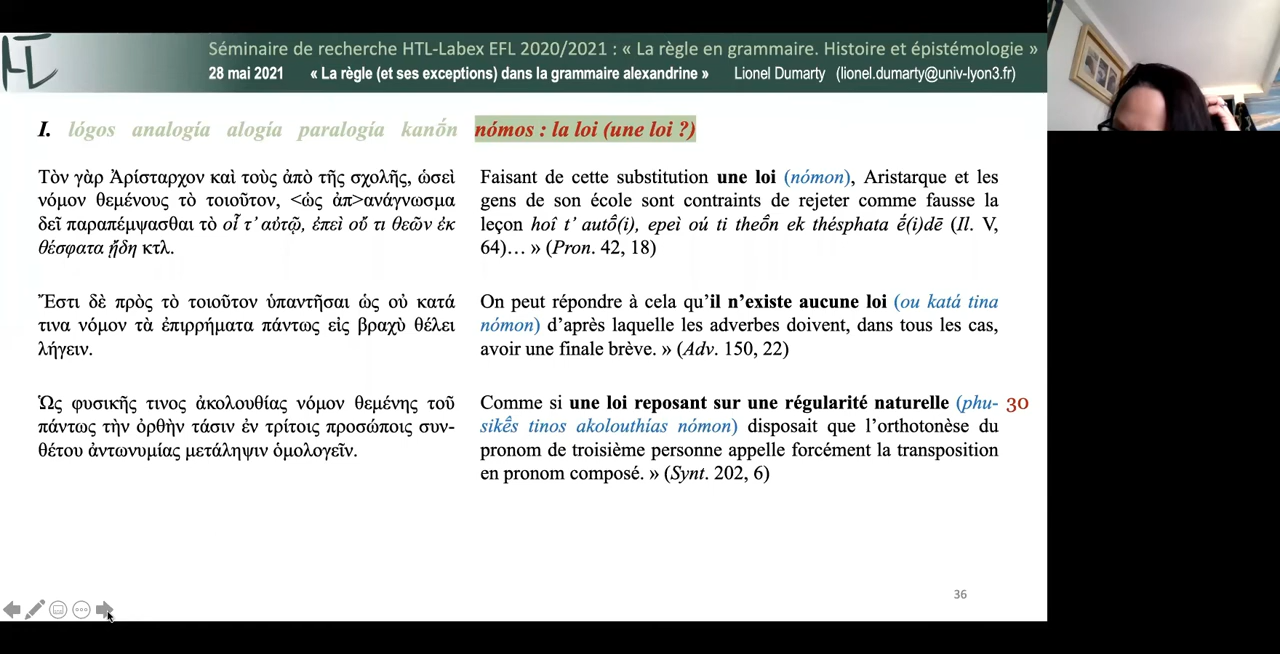 HTL
Séminaire de recherche HTL-Labex EFL 2020/2021 : « La règle en grammaire. Histoire et épistémologie »
28 mai 2021 « La règle (et ses exceptions) dans la grammaire alexandrine » Lionel Dumarty (lionel.dumarty@univ-lyon3.fr)
I. lógos analogía alogía paralogía kanṓn nómos : la loi (une loi ?)
Τὸν γὰρ Ἀρίσταρχον καὶ τοὺς ἀπὸ τῆς σχολῆς, ὡσεὶ
νόμον θεμένους τὸ τοιοῦτον, <ὡς ἀπ>ανάγνωσμα
δεῖ παραπέμψασθαι τὸ οἷ τ’ αὐτῷ, ἐπεὶ οὔ τι θεῶν ἐκ
θέσφατα ᾔδη κτλ.
Faisant de cette substitution une loi (nómon), Aristarque et les
gens de son école sont contraints de rejeter comme fausse la
leçon hoî t’ autỗ(i), epeì oú ti theỗn ek thésphata ḗ(i)dē (Il. V,
64)… » (Pron. 42, 18)
Ἔστι δὲ πρὸς τὸ τοιοῦτον ὑπαντῆσαι ὡς οὐ κατά
τινα νόμον τὰ ἐπιρρήματα πάντως εἰς βραχὺ θέλει
λήγειν.
On peut répondre à cela qu’il n’existe aucune loi (ou katá tina
nómon) d’après laquelle les adverbes doivent, dans tous les cas,
avoir une finale brève. » (Adv. 150, 22)
Ὡς φυσικῆς τινος ἀκολουθίας νόμον θεμένης τοῦ
πάντως τὴν ὀρθὴν τάσιν ἐν τρίτοις προσώποις συν-
θέτου ἀντωνυμίας μετάληψιν ὁμολογεῖν.
Comme si une loi reposant sur une régularité naturelle (phu- 30
sikễs tinos akolouthías nómon) disposait que l’orthotonèse du
pronom de troisième personne appelle forcément la transposition
en pronom composé. » (Synt. 202, 6)
36